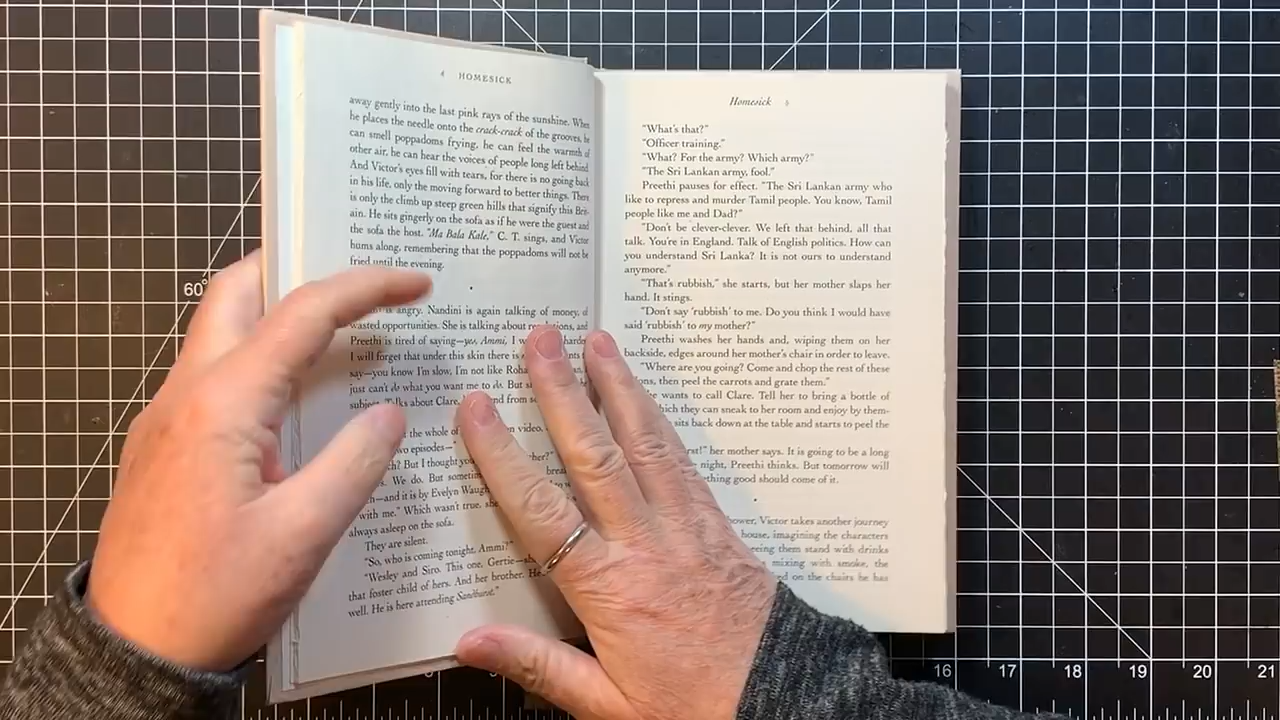 4 HOMESICK
away gently into the last pink rays of the sunshine. When
he places the needle onto the crack-crack of the grooves, he
can smell poppadoms frying, he can feel the warmth of
other air, he can hear the voices of people long left behind.
And Victor's eyes fill with tears, for there is no going back
in his life, only the moving forward to better things. There
is only the climb up steep green hills that signify this Brit-
ain. He sits gingerly on the sofa as if he were the guest and
the sofa the host. "Ma Bala Kale," C. T. sings, and Victor
hums along, remembering that the poppadoms will not be
fried until the evening.
is angry. Nandini is again talking of money, of
wasted opportunities. She is talking about and
Preethi is tired of saying—yes, Ammi, I
I will forget that under this skin there is
say—you know I'm slow, I'm not like
just can't do what you want me to do. But
Talks about Clare, from
the whole of video,
two episodes—"
But I thought you
We do. But
and it is by Evelyn Waugh
with me." Which wasn't true, she
always asleep on the sofa.
They are silent.
"So, who is coming tonight, Ammi?"
"Wesley and Siro. This one, Gertie—
that foster child of hers. And her brother. He
well. He is here attending Sandhurst."
Homesick 5
"What's that?"
"Officer training."
"What? For the army? Which army?"
"The Sri Lankan army, fool."
Preethi pauses for effect. "The Sri Lankan army who
like to repress and murder Tamil people. You know, Tamil
people like me and Dad?"
"Don't be clever-clever. We left that behind, all that
talk. You're in England. Talk of English politics. How can
you understand Sri Lanka? It is not ours to understand
anymore."
"That's rubbish," she starts, but her mother slaps her
hand. It stings.
"Don't say 'rubbish' to me. Do you think I would have
said 'rubbish' to my mother?"
Preethi washes her hands and, wiping them on her
backside, edges around her mother's chair in order to leave.
"Where are you going? Come and chop the rest of these
then peel the carrots and grate them."
wants to call Clare. Tell her to bring a bottle of
which they can sneak to her room and enjoy by them-
sits back down at the table and starts to peel the
her mother says. It is going to be a long
night, Preethi thinks. But tomorrow will
something good should come of it.
Victor takes another journey
house, imagining the characters
seeing them stand with drinks
mixing with smoke, the
on the chairs he has
60°
16 17 18 19 20 21